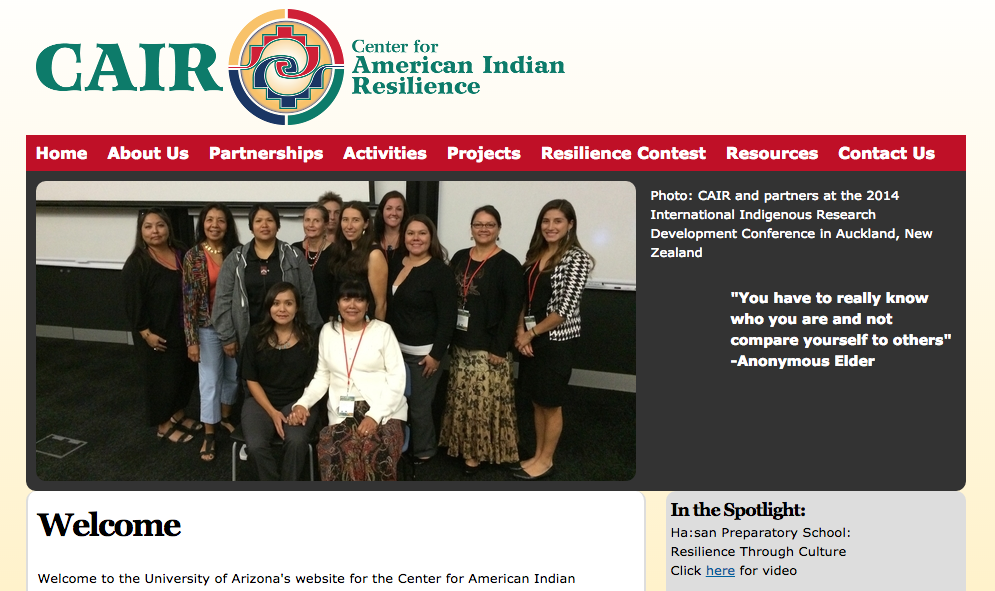 CAIR
Center for
American Indian
Resilience
Home About Us Partnerships Activities Projects Resilience Contest Resources Contact Us
Photo: CAIR and partners at the 2014
International Indigenous Research
Development Conference in Auckland, New
Zealand
"You have to really know
who you are and not
compare yourself to others"
-Anonymous Elder
Welcome
Welcome to the University of Arizona's website for the Center for American Indian
In the Spotlight:
Ha:san Preparatory School:
Resilience Through Culture
Click here for video